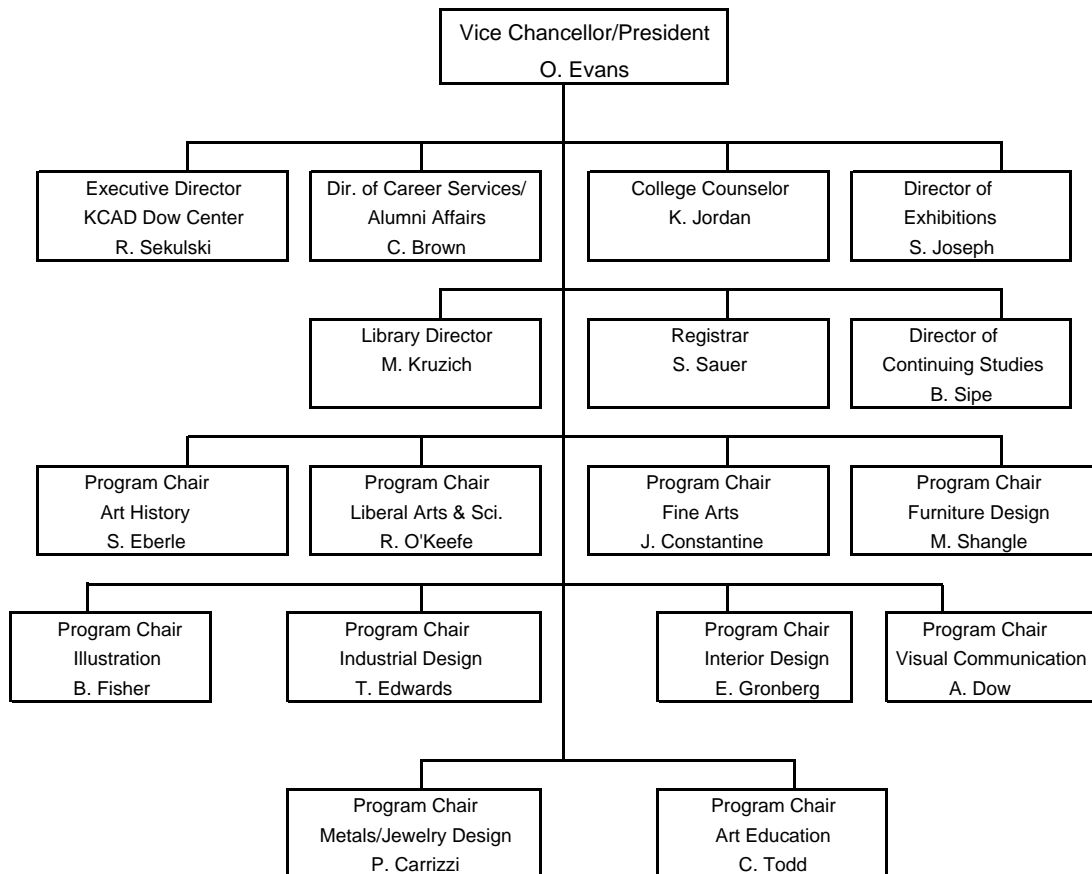 Vice Chancellor/President
O. Evans
Executive Director
KCAD Dow Center
R. Sekulski
Dir. of Career Services/
Alumni Affairs
C. Brown
College Counselor
K. Jordan
Director of
Exhibitions
S. Joseph
Library Director
M. Kruzich
Registrar
S. Sauer
Director of
Continuing Studies
B. Sipe
Program Chair
Art History
S. Eberle
Program Chair
Liberal Arts & Sci.
R. O'Keefe
Program Chair
Fine Arts
J. Constantine
Program Chair
Furniture Design
M. Shangle
Program Chair
Illustration
B. Fisher
Program Chair
Industrial Design
T. Edwards
Program Chair
Interior Design
E. Gronberg
Program Chair
Visual Communication
A. Dow
Program Chair
Metals/Jewelry Design
P. Carrizzi
Program Chair
Art Education
C. Todd